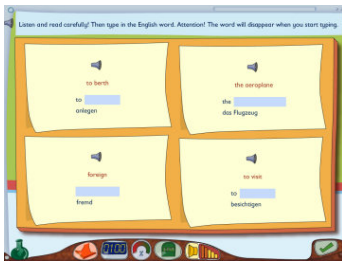 Listen and read carefully! Then type in the English word. Attention! The word will disappear when you start typing.
to berth
to
anlegen
the aeroplane
the
das Flugzeug
foreign
fremd
to visit
to
besichtigen